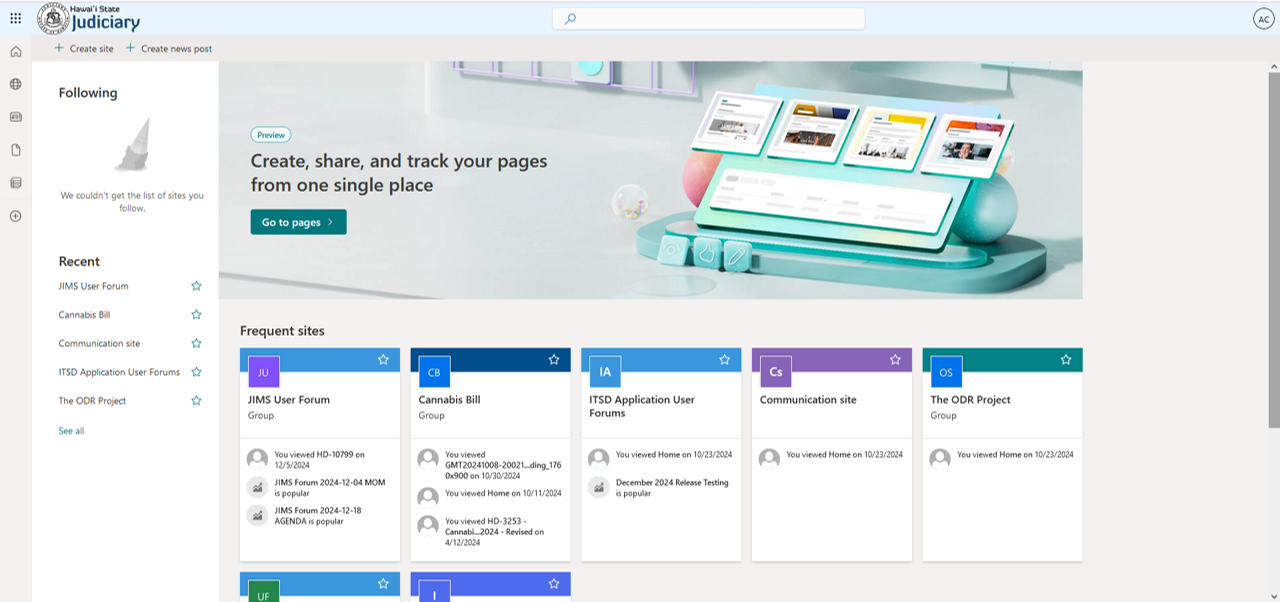 Hawai'i State
Judiciary
AC
Create site
Create news post
Following
We couldn't get the list of sites you
follow.
Recent
JIMS User Forum
Cannabis Bill
Communication site
ITSD Application User Forums
The ODR Project
See all
Preview
Create, share, and track your pages
from one single place
Go to pages
Frequent sites
JU
JIMS User Forum
Group
You viewed HD-10799 on
12/5/2024
JIMS Forum 2024-12-04 MOM
is popular
JIMS Forum 2024-12-18
AGENDA is popular
CB
Cannabis Bill
Group
You viewed
GMT20241008-20021...ding_176
0x900 on 10/30/2024
You viewed Home on 10/11/2024
You viewed HD-3253 -
Cannabi...2024 - Revised on
4/12/2024
IA
ITSD Application User
Forums
You viewed Home on 10/23/2024
December 2024 Release Testing
is popular
Cs
Communication site
You viewed Home on 10/23/2024
OS
The ODR Project
Group
You viewed Home on 10/23/2024
UF
I